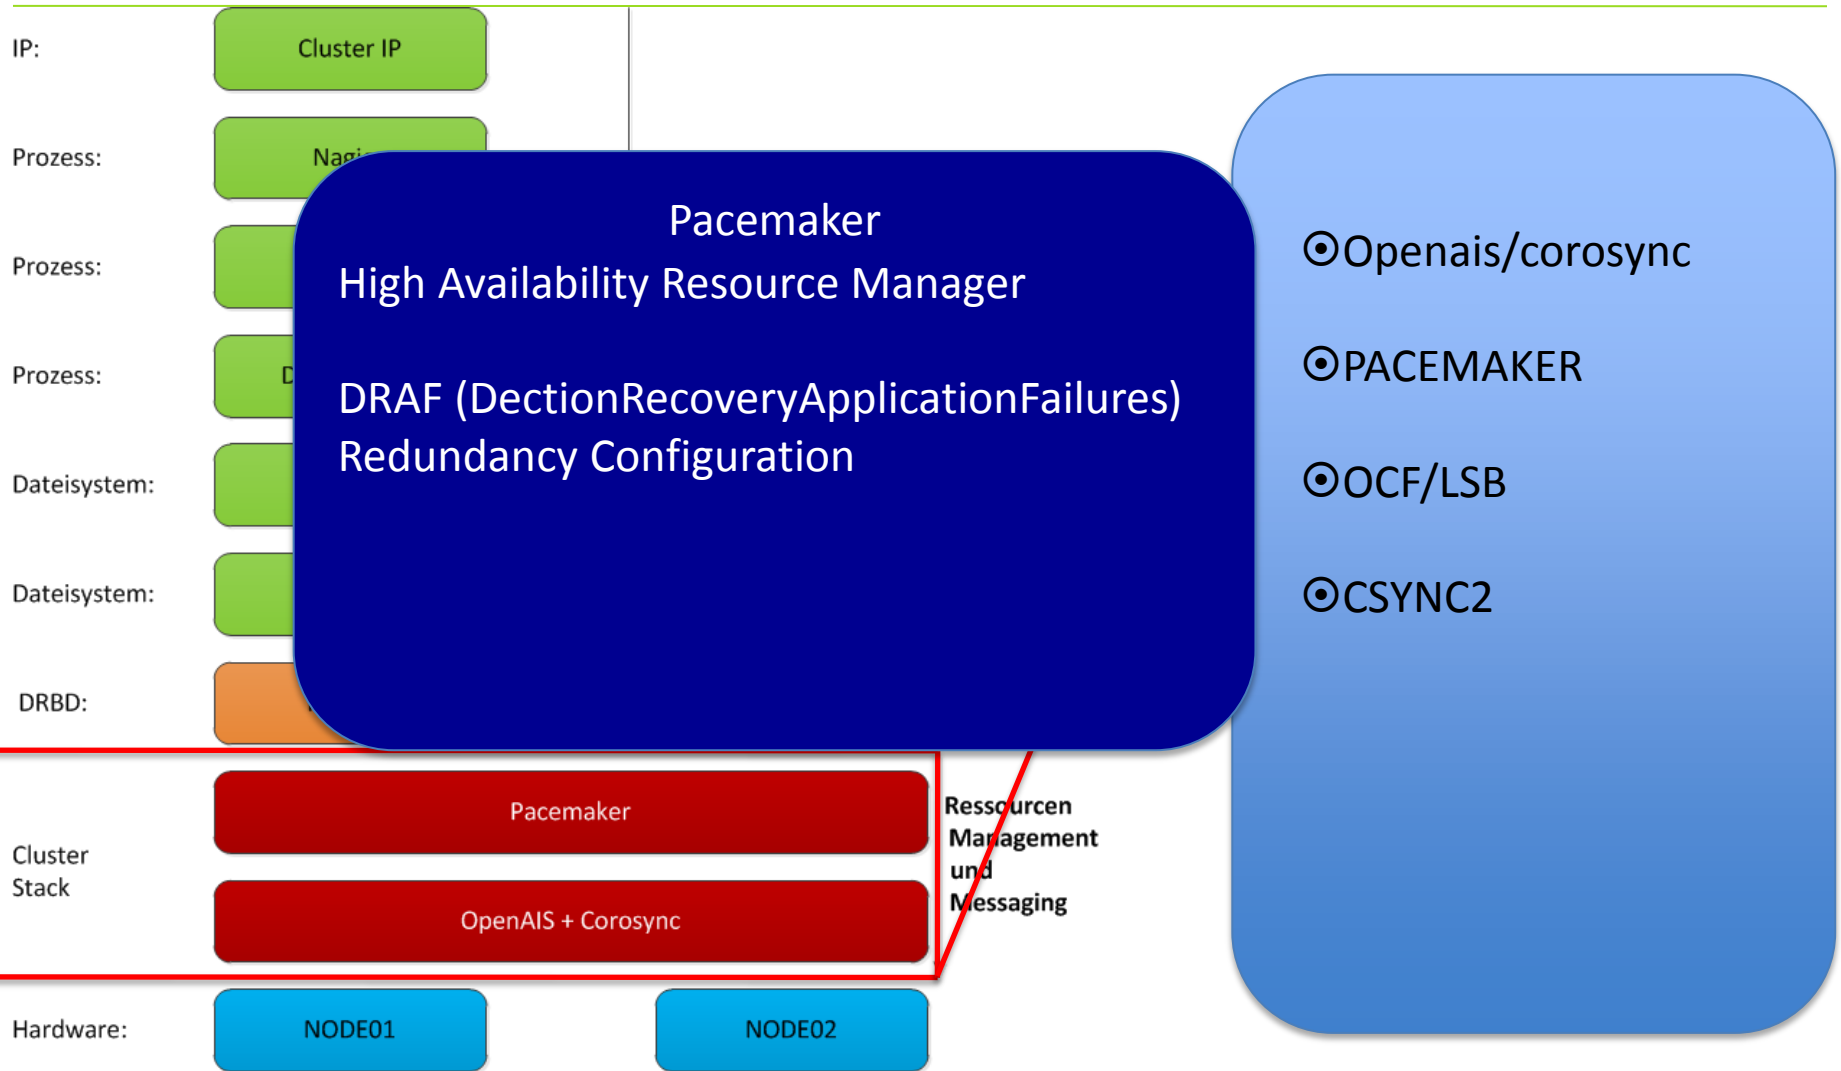 IP:
Cluster IP
Prozess:
Prozess:
Prozess:
Dateisystem:
Dateisystem:
DRBD:
Pacemaker
High Availability Resource Manager
DRAF (DectionRecoveryApplicationFailures)
Redundancy Configuration
Openais/corosync
PACEMAKER
OCF/LSB
CSYNC2
Cluster
Stack
Pacemaker
OpenAIS + Corosync
Ressourcen
Management
und
Messaging
Hardware:
NODE01
NODE02